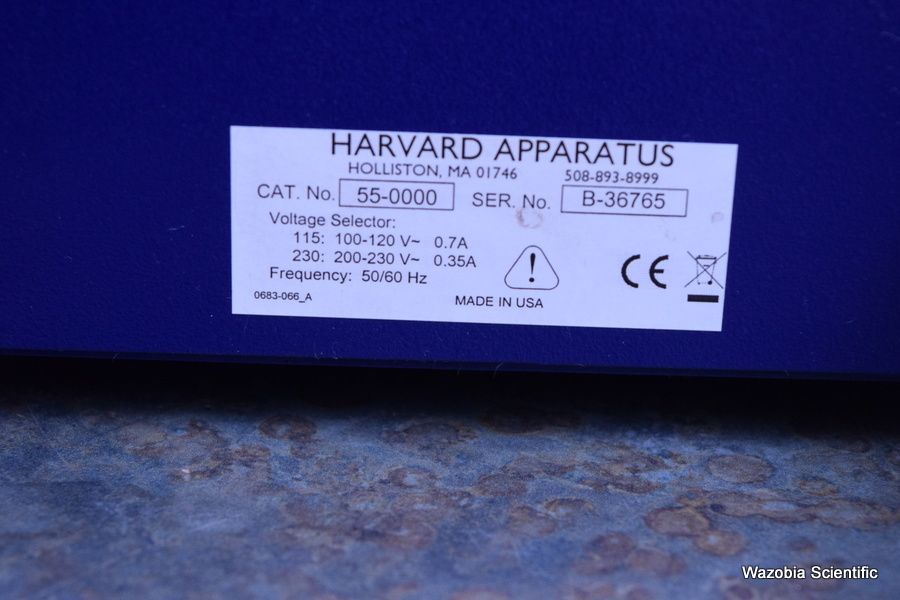 HARVARD APPARATUS
HOLLISTON, MA 01746 508-893-8999
CAT. No. 55-0000 SER. No. B-36765
Voltage Selector:
115: 100-120 V~ 0.7A
230: 200-230 V~ 0.35A
Frequency: 50/60 Hz
0683-066_A
MADE IN USA
CE
Wazobia Scientific